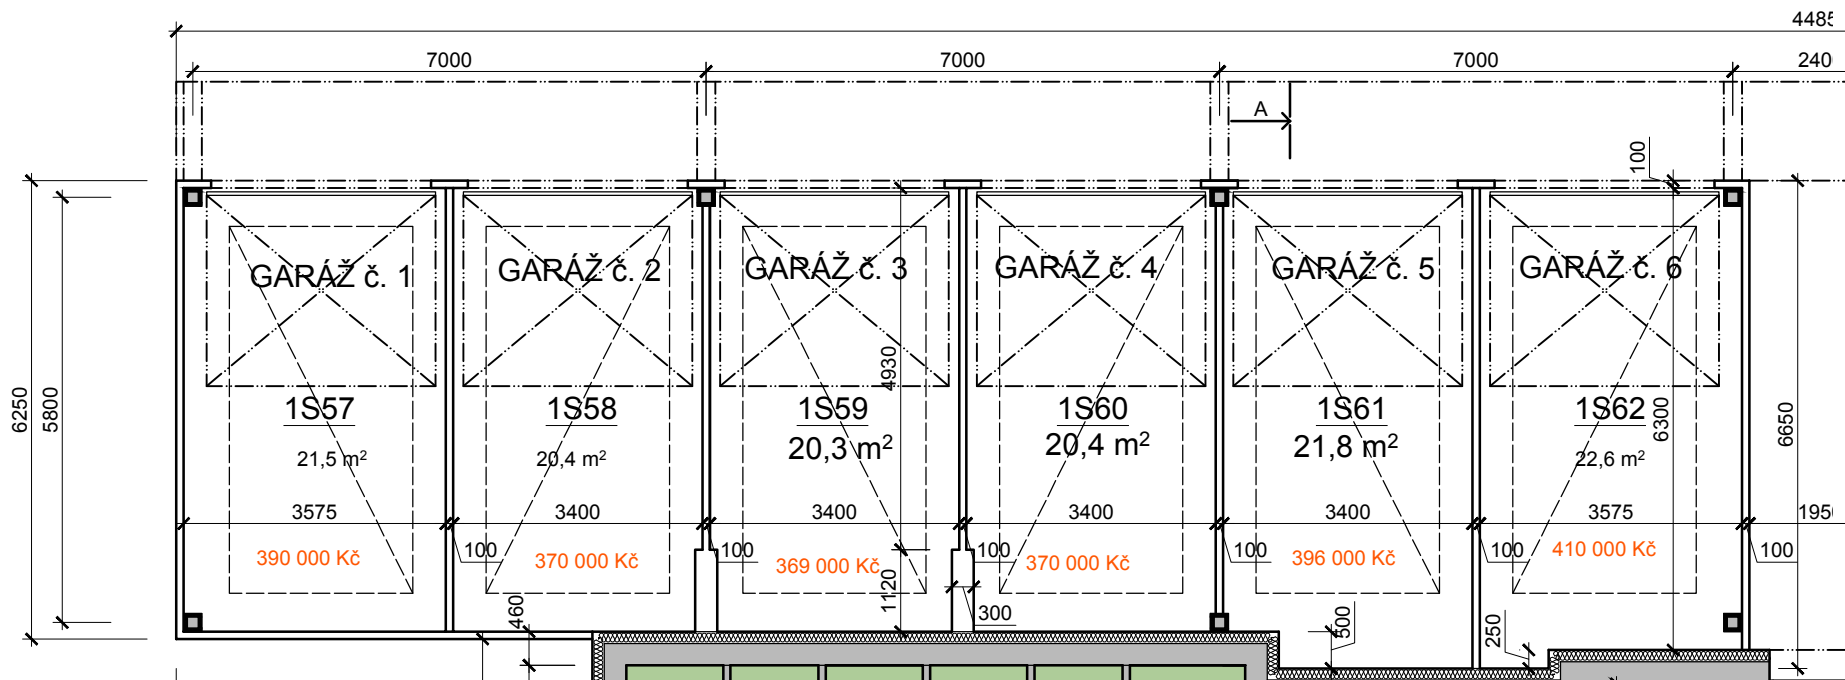 4485
7000 7000 7000 240
A
100
GARÁŽ č. 1 GARÁŽ č. 2 GARÁŽ č. 3 GARÁŽ č. 4 GARÁŽ č. 5 GARÁŽ č. 6
6250 5800 4930 6300 6650
1S57 1S58 1S59 1S60 1S61 1S62
21,5 m² 20,4 m² 20,3 m² 20,4 m² 21,8 m² 22,6 m²
3575 3400 3400 3400 3400 3575 195
100 100 100 100 100 100
390 000 Kč 370 000 Kč 369 000 Kč 370 000 Kč 396 000 Kč 410 000 Kč
460 1120 300 500 250